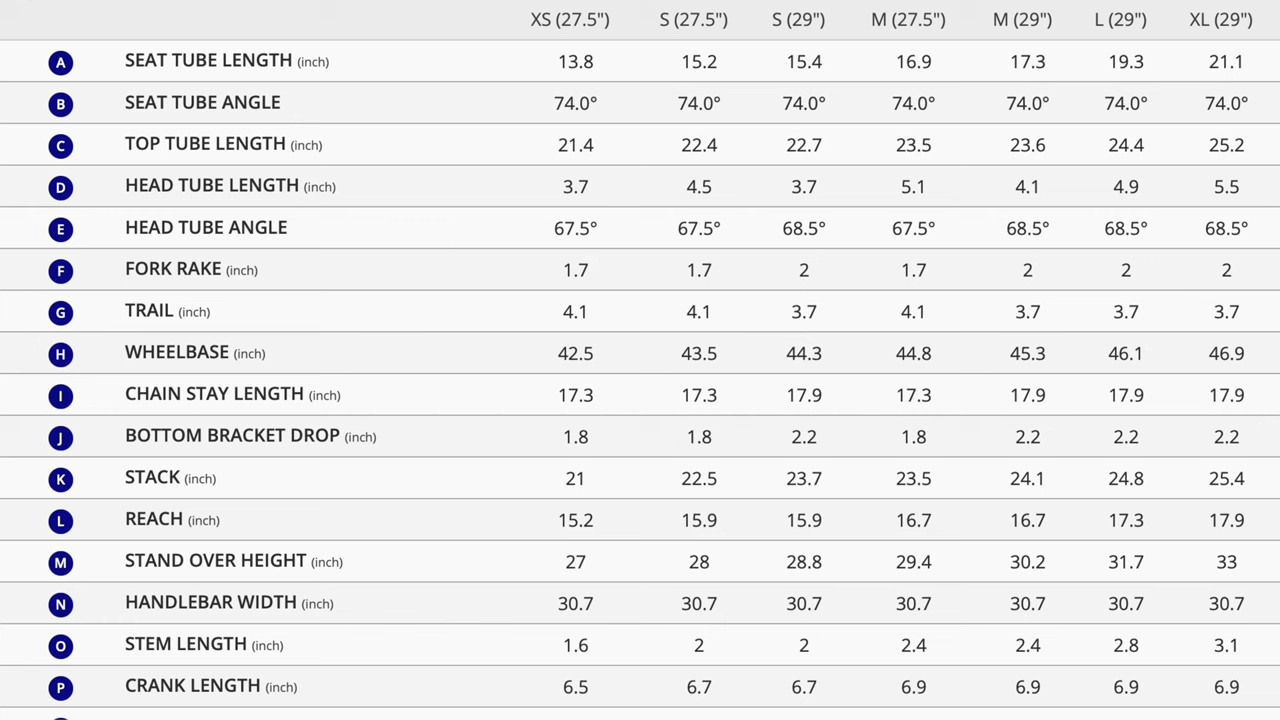 XS (27.5") S (27.5") S (29") M (27.5") M (29") L (29") XL (29")
A SEAT TUBE LENGTH (inch) 13.8 15.2 15.4 16.9 17.3 19.3 21.1
B SEAT TUBE ANGLE 74.0° 74.0° 74.0° 74.0° 74.0° 74.0° 74.0°
C TOP TUBE LENGTH (inch) 21.4 22.4 22.7 23.5 23.6 24.4 25.2
D HEAD TUBE LENGTH (inch) 3.7 4.5 3.7 5.1 4.1 4.9 5.5
E HEAD TUBE ANGLE 67.5° 67.5° 68.5° 67.5° 68.5° 68.5° 68.5°
F FORK RAKE (inch) 1.7 1.7 2 1.7 2 2 2
G TRAIL (inch) 4.1 4.1 3.7 4.1 3.7 3.7 3.7
H WHEELBASE (inch) 42.5 43.5 44.3 44.8 45.3 46.1 46.9
I CHAIN STAY LENGTH (inch) 17.3 17.3 17.9 17.3 17.9 17.9 17.9
J BOTTOM BRACKET DROP (inch) 1.8 1.8 2.2 1.8 2.2 2.2 2.2
K STACK (inch) 21 22.5 23.7 23.5 24.1 24.8 25.4
L REACH (inch) 15.2 15.9 15.9 16.7 16.7 17.3 17.9
M STAND OVER HEIGHT (inch) 27 28 28.8 29.4 30.2 31.7 33
N HANDLEBAR WIDTH (inch) 30.7 30.7 30.7 30.7 30.7 30.7 30.7
O STEM LENGTH (inch) 1.6 2 2 2.4 2.4 2.8 3.1
P CRANK LENGTH (inch) 6.5 6.7 6.7 6.9 6.9 6.9 6.9